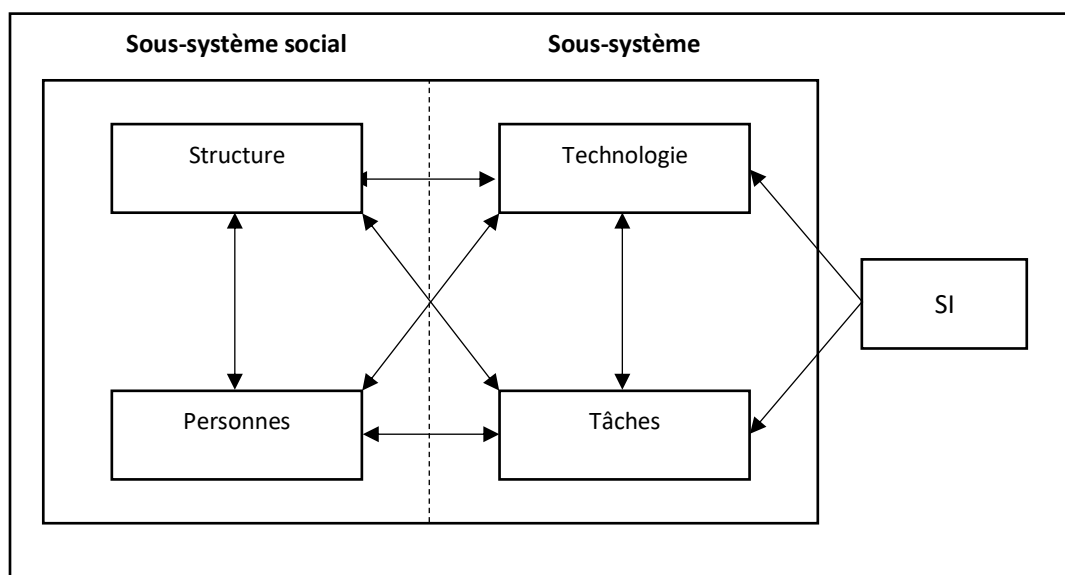 Sous-système social
Sous-système
Structure
Technologie
SI
Personnes
Tâches